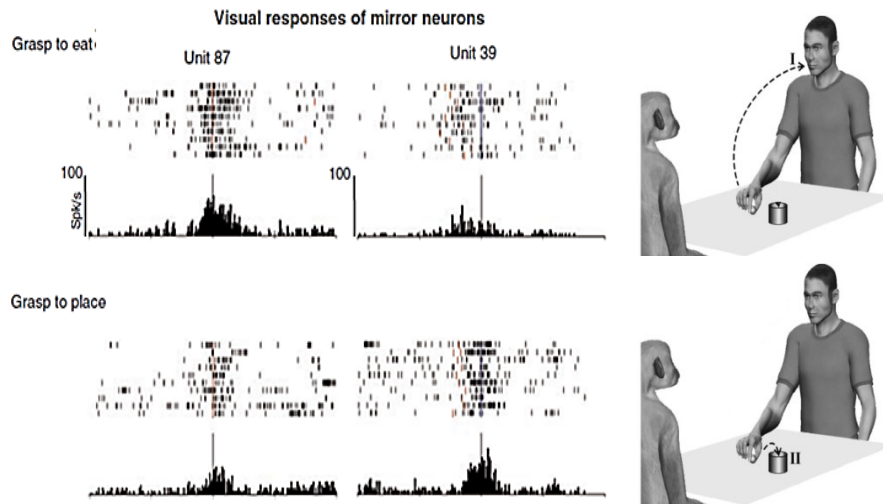 Visual responses of mirror neurons
Grasp to eat
Unit 87
Unit 39
100
100
Spk/s
I
Grasp to place
II